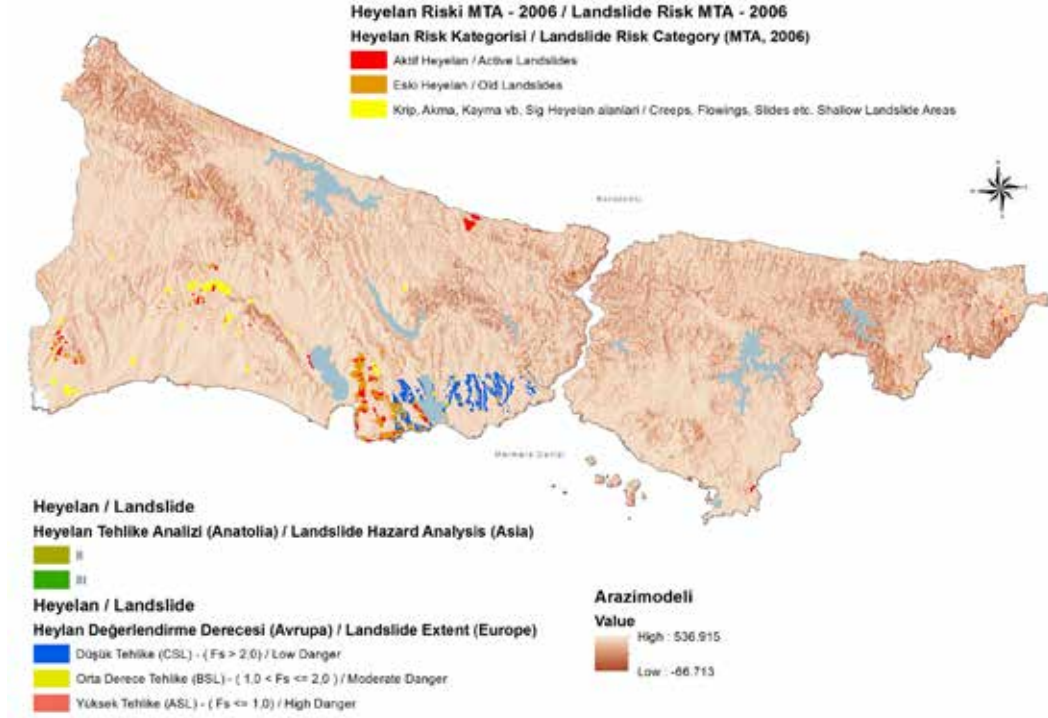 Heyelan Riski MTA - 2006 / Landslide Risk MTA - 2006
Heyelan Risk Kategorisi / Landslide Risk Category (MTA, 2006)
Aktif Heyelan / Active Landslides
Eski Heyelan / Old Landslides
Krip, Akma, Kayma vb. Sig Heyelan alanlari / Creeps, Flowings, Slides etc. Shallow Landslide Areas
Karadeniz
Marmara Denizi
Heyelan / Landslide
Heyelan Tehlike Analizi (Anatolia) / Landslide Hazard Analysis (Asia)
II
III
Heyelan / Landslide
Heylan Değerlendirme Derecesi (Avrupa) / Landslide Extent (Europe)
Düşük Tehlike (CSL) - ( Fs > 2,0) / Low Danger
Orta Derece Tehlike (BSL) - ( 1,0 < Fs <= 2,0 ) / Moderate Danger
Yüksek Tehlike (ASL) - ( Fs <= 1,0) / High Danger
Arazimodeli
Value
High : 536.915
Low : -66.713